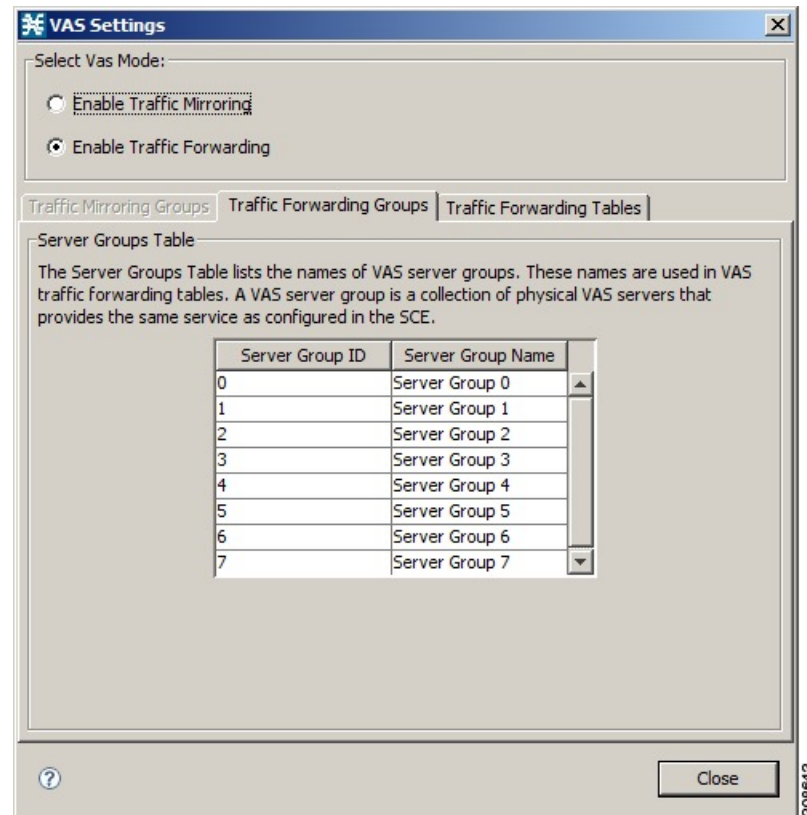 VAS Settings
Select Vas Mode:
Enable Traffic Mirroring
Enable Traffic Forwarding
Traffic Mirroring Groups Traffic Forwarding Groups Traffic Forwarding Tables
Server Groups Table
The Server Groups Table lists the names of VAS server groups. These names are used in VAS
traffic forwarding tables. A VAS server group is a collection of physical VAS servers that
provides the same service as configured in the SCE.
Server Group ID Server Group Name
0 Server Group 0
1 Server Group 1
2 Server Group 2
3 Server Group 3
4 Server Group 4
5 Server Group 5
6 Server Group 6
7 Server Group 7
? Close